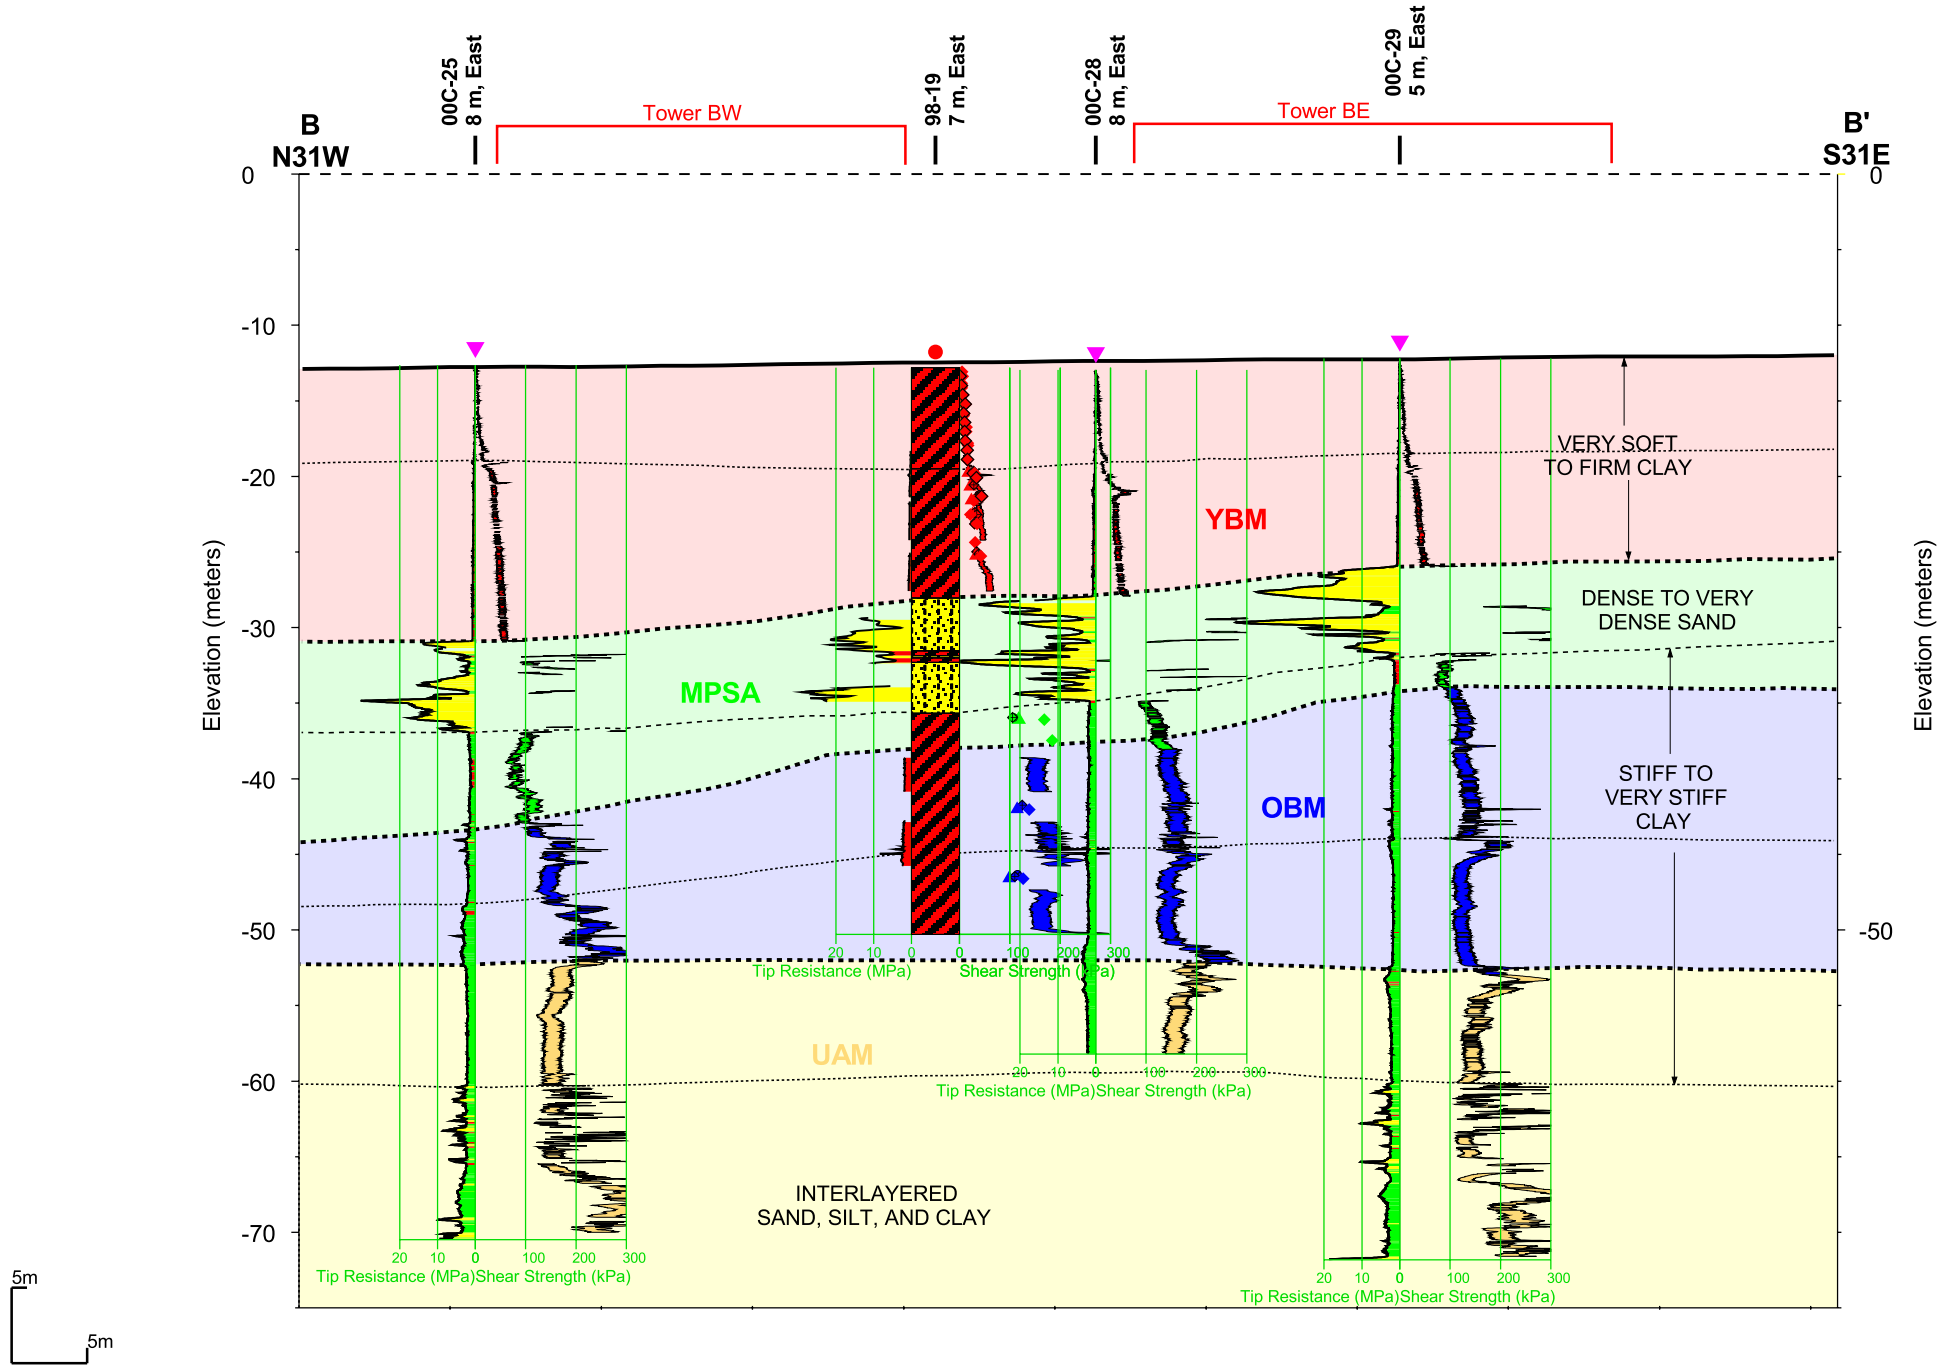 00C-25
8 m, East
98-19
7 m, East
00C-28
8 m, East
00C-29
5 m, East
Tower BW
Tower BE
B
N31W
B'
S31E
0
0
-10
-20
-30
-40
-50
-60
-70
-50
Elevation (meters)
Elevation (meters)
VERY SOFT
TO FIRM CLAY
YBM
DENSE TO VERY
DENSE SAND
MPSA
STIFF TO
VERY STIFF
CLAY
OBM
20 10 0 0 100 200 300
Tip Resistance (MPa) Shear Strength (kPa)
UAM
20 10 0 100 200 300
Tip Resistance (MPa)Shear Strength (kPa)
INTERLAYERED
SAND, SILT, AND CLAY
20 10 0 100 200 300
Tip Resistance (MPa)Shear Strength (kPa)
20 10 0 100 200 300
Tip Resistance (MPa)Shear Strength (kPa)
5m
5m